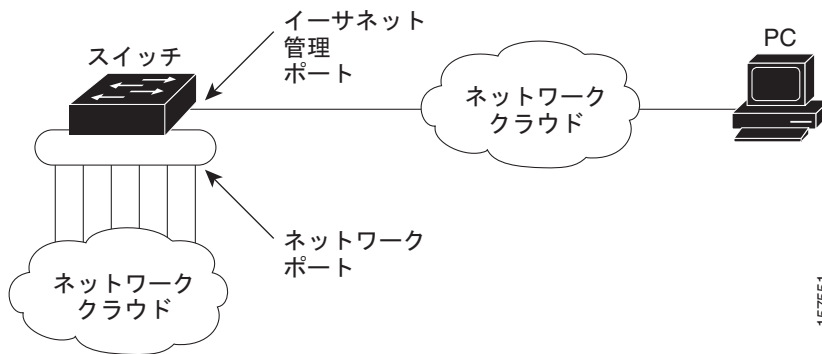 イーサネット
管理
ポート
スイッチ
PC
ネットワーク
クラウド
ネットワーク
ポート
ネットワーク
クラウド
157551